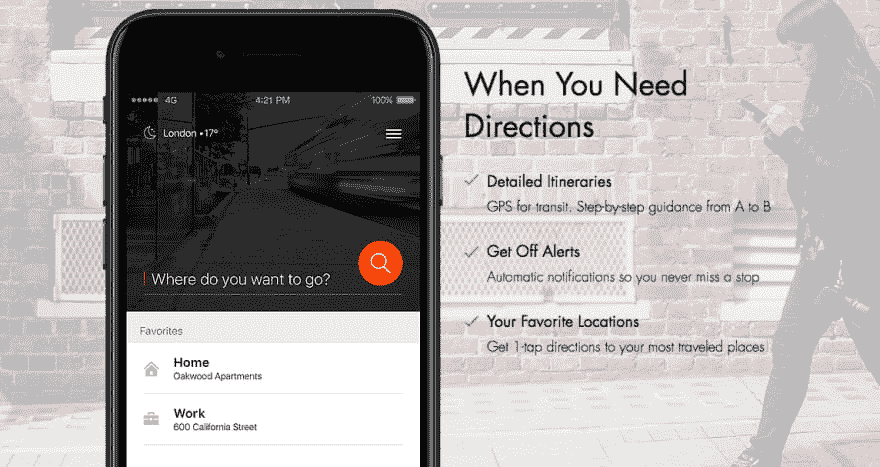 4G 4:21 PM 100%
London • 17°
Where do you want to go?
Favorites
Home
Oakwood Apartments
Work
600 California Street
When You Need
Directions
Detailed Itineraries
GPS for transit. Step-by-step guidance from A to B
Get Off Alerts
Automatic notifications so you never miss a stop
Your Favorite Locations
Get 1-tap directions to your most traveled places